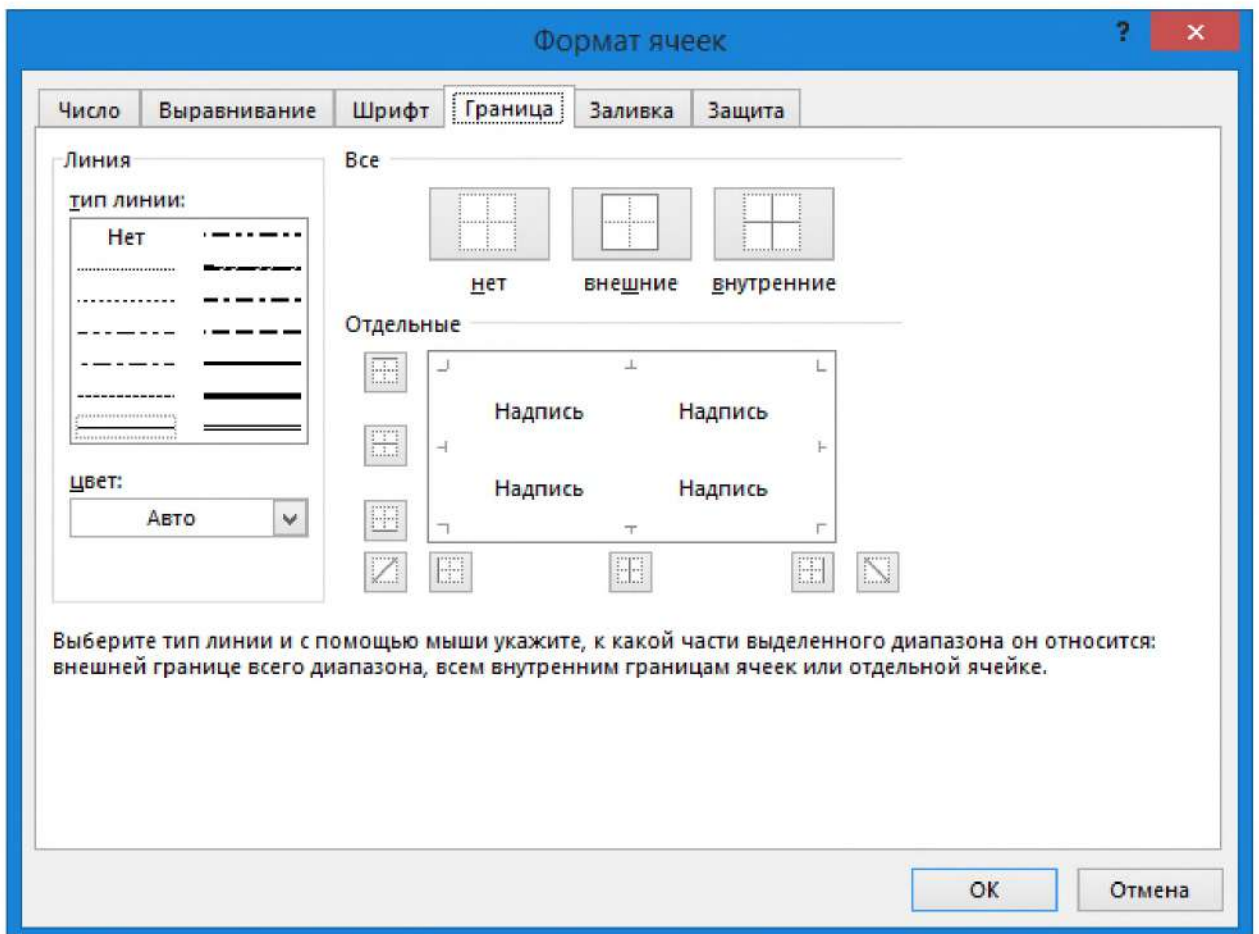 Формат ячеек
?
Число Выравнивание Шрифт Граница Заливка Защита
Линия
тип линии:
Нет
цвет:
Авто
Все
нет внешние внутренние
Отдельные
Надпись Надпись
Надпись Надпись
Выберите тип линии и с помощью мыши укажите, к какой части выделенного диапазона он относится:
внешней границе всего диапазона, всем внутренним границам ячеек или отдельной ячейке.
ОК Отмена